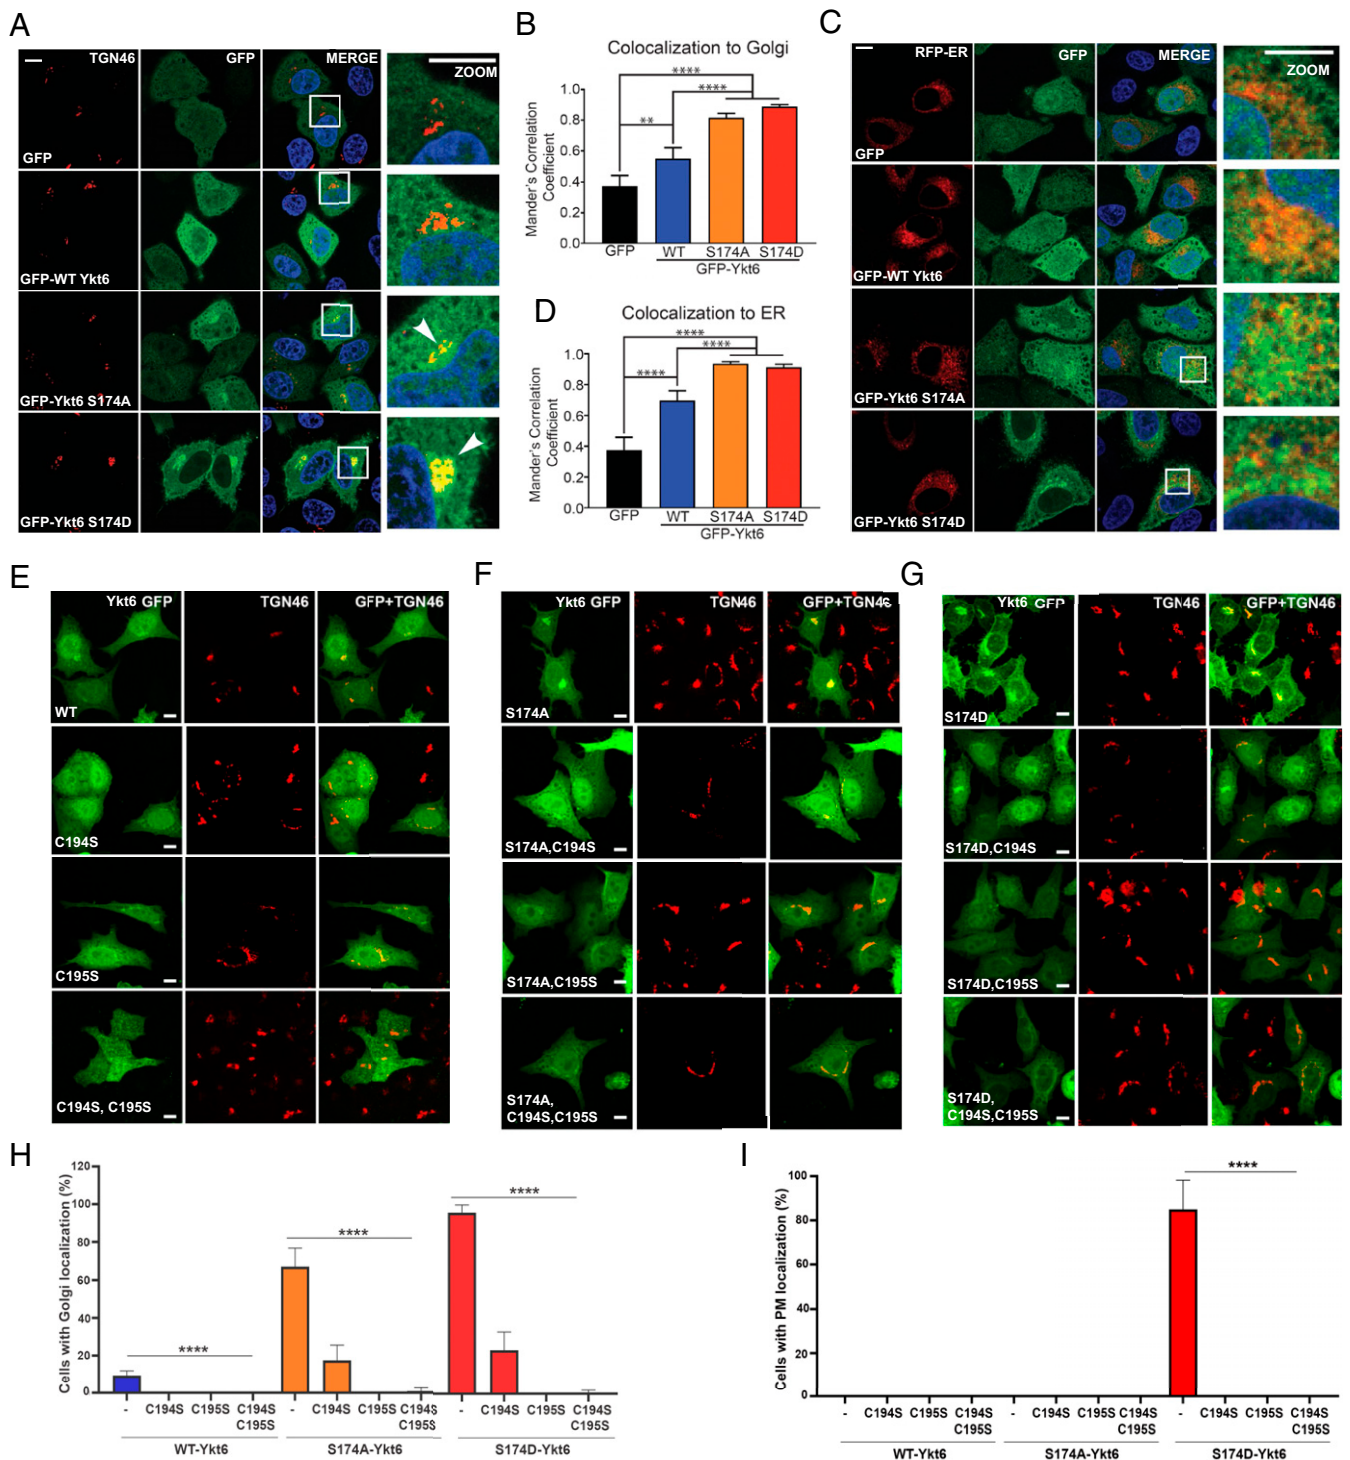 A
TGN46
GFP
MERGE
ZOOM
GFP
GFP-WT Ykt6
GFP-Ykt6 S174A
GFP-Ykt6 S174D
B
Colocalization to Golgi
Mander's Correlation
Coefficient
1.0
0.8
0.6
0.4
0.2
0.0
****
****
**
GFP
WT
S174A
S174D
GFP-Ykt6
C
RFP-ER
GFP
MERGE
ZOOM
GFP
GFP-WT Ykt6
GFP-Ykt6 S174A
GFP-Ykt6 S174D
D
Colocalization to ER
Mander's Correlation
Coefficient
1.0
0.8
0.6
0.4
0.2
0.0
****
****
****
GFP
WT
S174A
S174D
GFP-Ykt6
E
Ykt6 GFP
TGN46
GFP+TGN46
WT
C194S
C195S
C194S, C195S
F
Ykt6 GFP
TGN46
GFP+TGN46
S174A
S174A,C194S
S174A,C195S
S174A,
C194S,C195S
G
Ykt6 GFP
TGN46
GFP+TGN46
S174D
S174D,C194S
S174D,C195S
S174D,
C194S,C195S
H
Cells with Golgi localization (%)
120
100
80
60
40
20
0
****
****
****
- C194S C195S C194S
C195S
- C194S C195S C194S
C195S
- C194S C195S C194S
C195S
WT-Ykt6
S174A-Ykt6
S174D-Ykt6
I
Cells with PM localization (%)
100
80
60
40
20
0
****
- C194S C195S C194S
C195S
- C194S C195S C194S
C195S
- C194S C195S C194S
C195S
WT-Ykt6
S174A-Ykt6
S174D-Ykt6